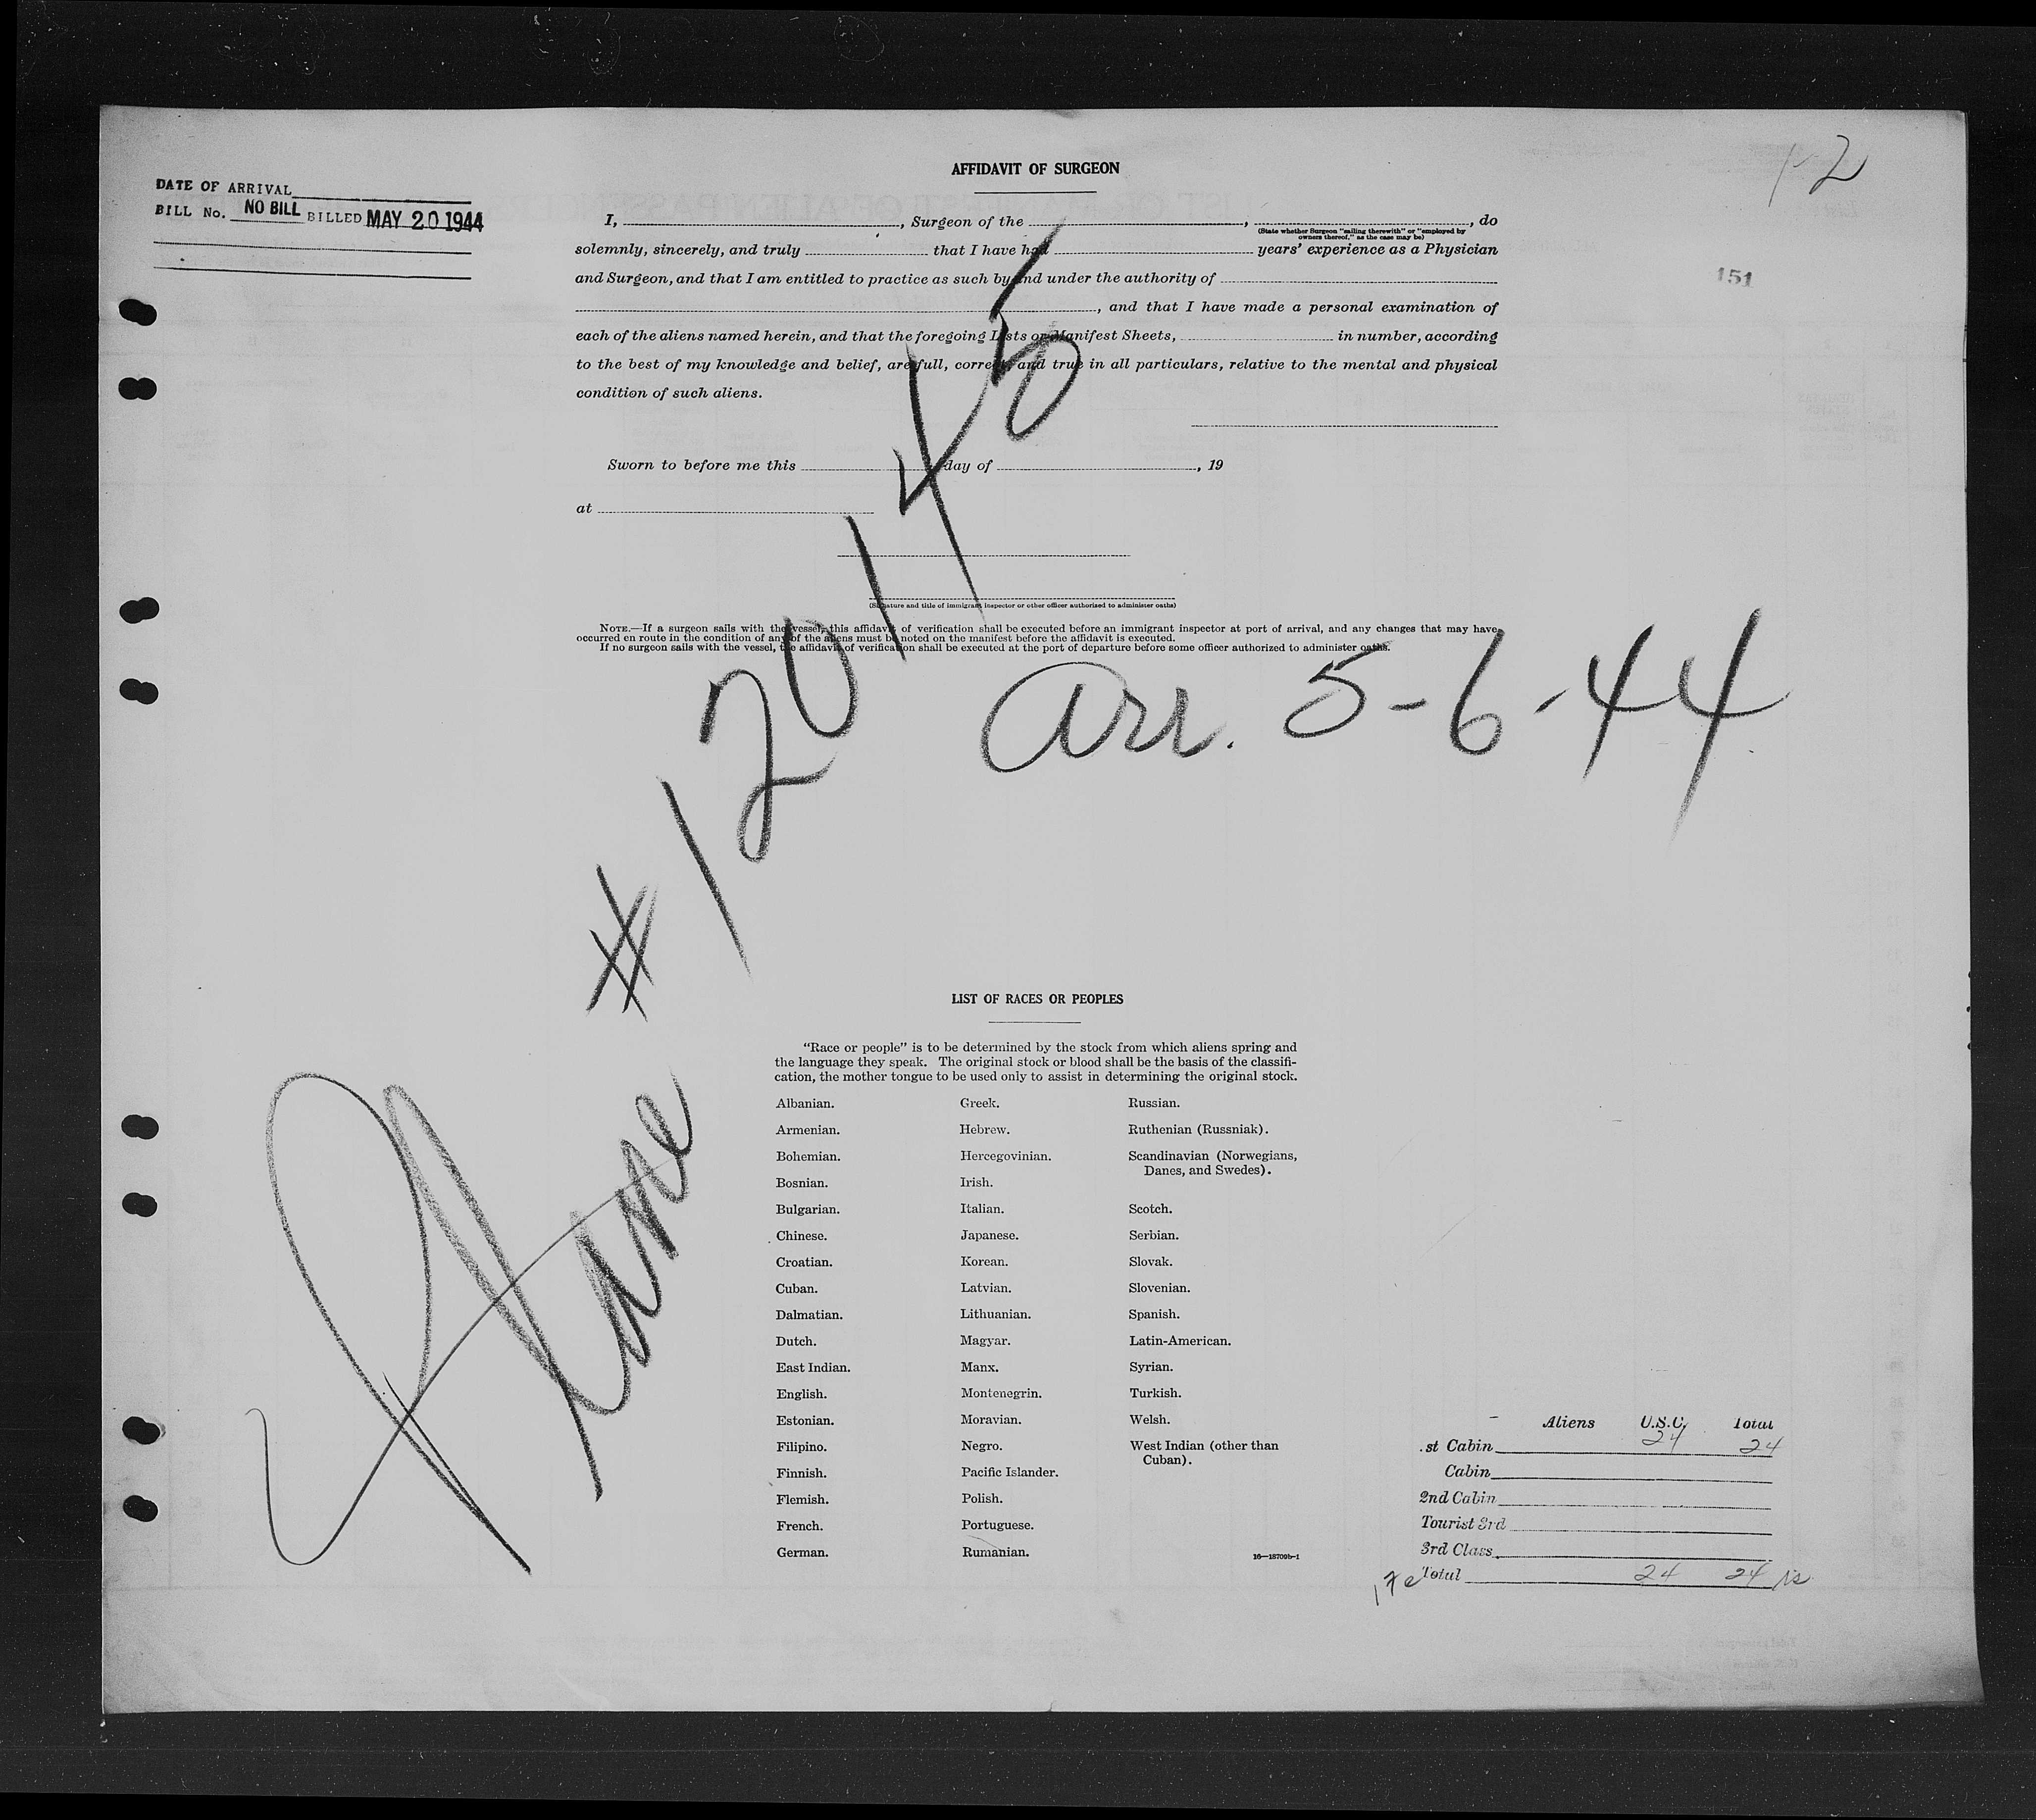 AFFIDAVIT OF SURGEON
1-2
DATE OF ARRIVAL
BILL No. NO BILL BILLED MAY 20 1944
151
I, , Surgeon of the , , do
(State whether Surgeon "sailing therewith" or "employed by
owners thereof," as the case may be)
solemnly, sincerely, and truly that I have had years' experience as a Physician
and Surgeon, and that I am entitled to practice as such by and under the authority of
, and that I have made a personal examination of
each of the aliens named herein, and that the foregoing Lists or Manifest Sheets, in number, according
to the best of my knowledge and belief, are full, correct, and true in all particulars, relative to the mental and physical
condition of such aliens.
Sworn to before me this day of , 19
at
(Signature and title of immigrant inspector or other officer authorized to administer oaths)
NOTE.—If a surgeon sails with the vessel, this affidavit of verification shall be executed before an immigrant inspector at port of arrival, and any changes that may have
occurred en route in the condition of any of the aliens must be noted on the manifest before the affidavit is executed.
If no surgeon sails with the vessel, the affidavit of verification shall be executed at the port of departure before some officer authorized to administer oaths.
Plane #120145
Arr. 5-6-44
LIST OF RACES OR PEOPLES
"Race or people" is to be determined by the stock from which aliens spring and
the language they speak. The original stock or blood shall be the basis of the classifi-
cation, the mother tongue to be used only to assist in determining the original stock.
Albanian.
Armenian.
Bohemian.
Bosnian.
Bulgarian.
Chinese.
Croatian.
Cuban.
Dalmatian.
Dutch.
East Indian.
English.
Estonian.
Filipino.
Finnish.
Flemish.
French.
German.
Greek.
Hebrew.
Hercegovinian.
Irish.
Italian.
Japanese.
Korean.
Latvian.
Lithuanian.
Magyar.
Manx.
Montenegrin.
Moravian.
Negro.
Pacific Islander.
Polish.
Portuguese.
Rumanian.
Russian.
Ruthenian (Russniak).
Scandinavian (Norwegians,
Danes, and Swedes).
Scotch.
Serbian.
Slovak.
Slovenian.
Spanish.
Latin-American.
Syrian.
Turkish.
Welsh.
West Indian (other than
Cuban).
16—18709b-1
Aliens U.S.C. Total
st Cabin 24 24
Cabin
2nd Cabin
Tourist 3rd
3rd Class
Total 24 24